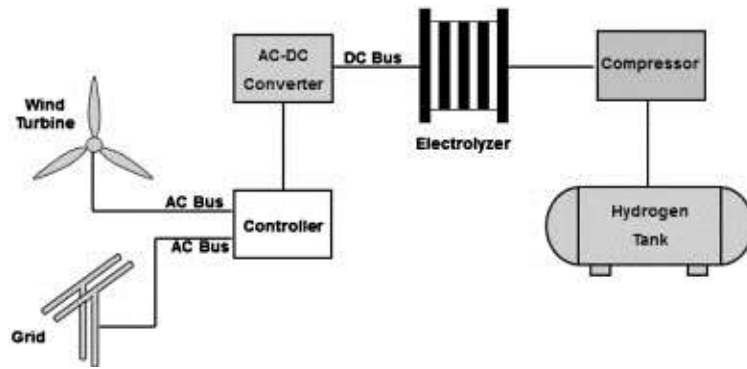 AC-DC
Converter
DC Bus
Compressor
Wind
Turbine
Electrolyzer
AC Bus
Controller
AC Bus
Hydrogen
Tank
Grid